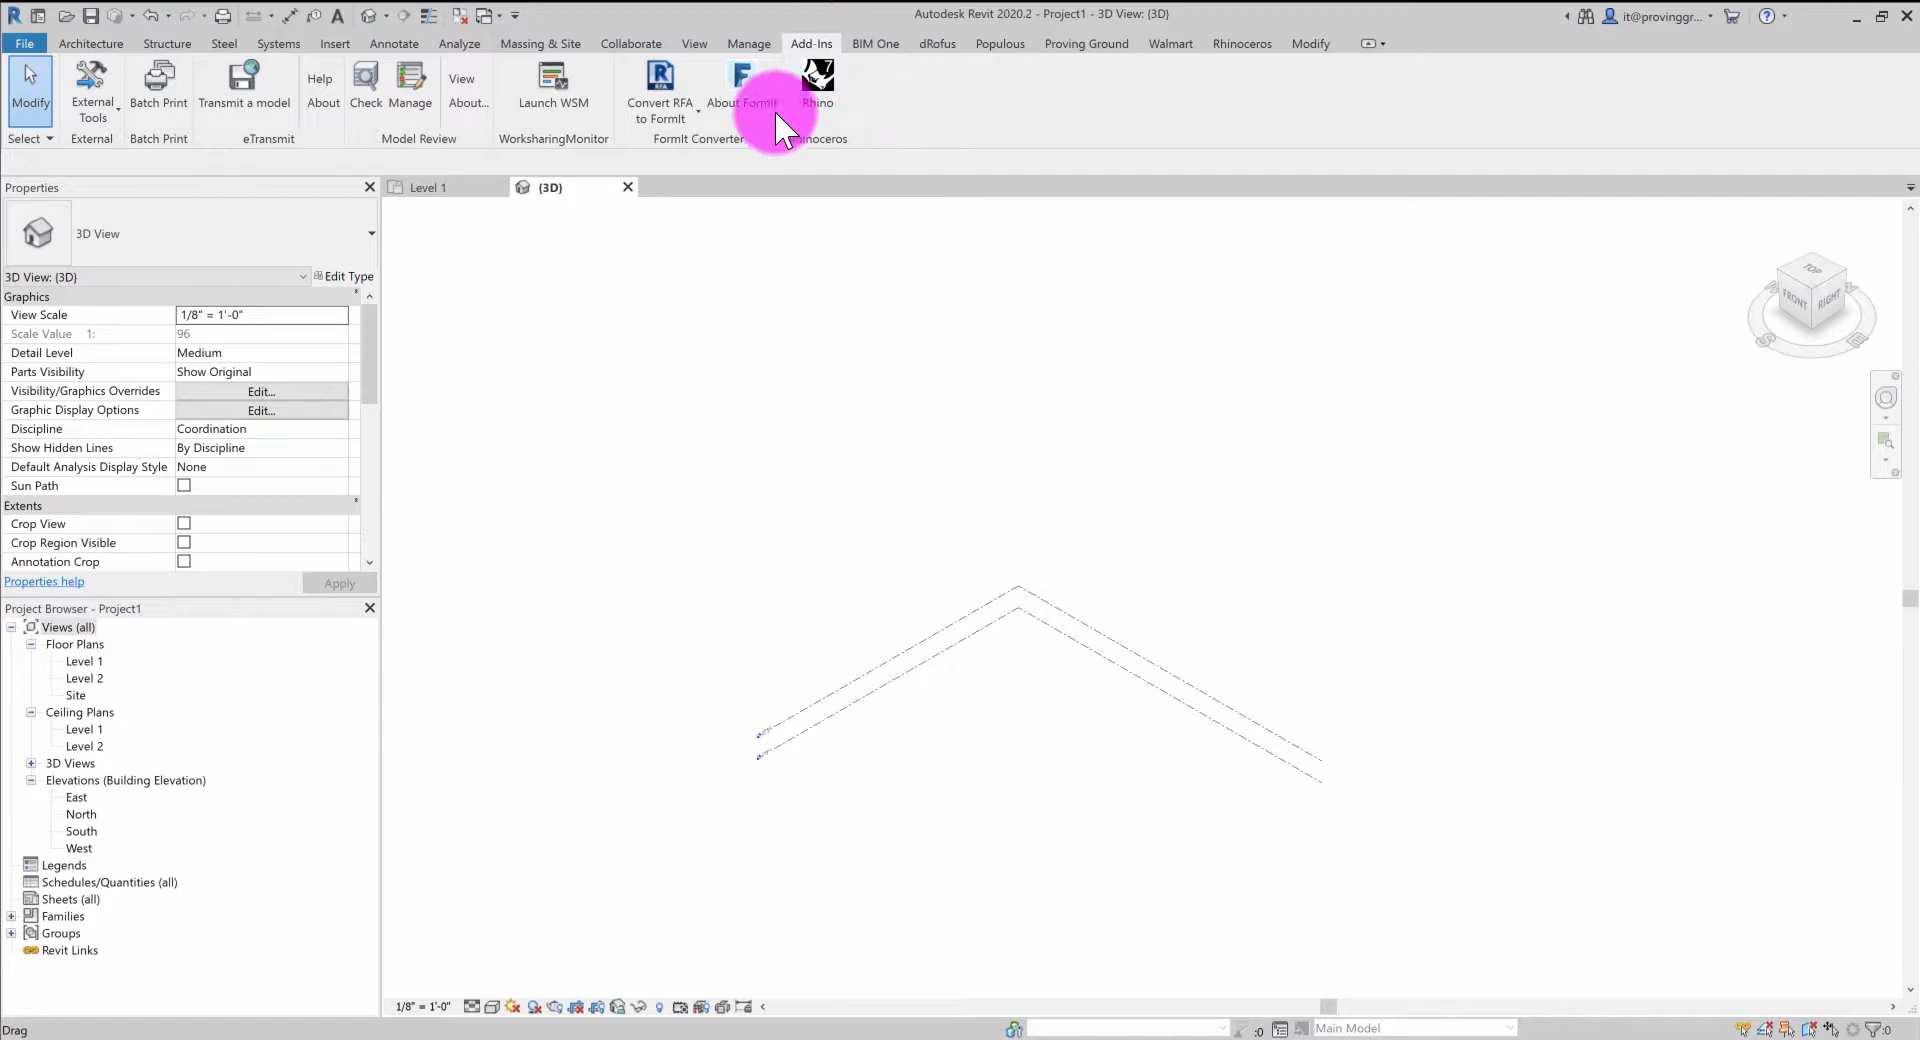 Autodesk Revit 2020.2 - Project1 - 3D View: {3D}
it@provinggr...
File Architecture Structure Steel Systems Insert Annotate Analyze Massing & Site Collaborate View Manage Add-Ins BIM One dRofus Populous Proving Ground Walmart Rhinoceros Modify
Modify
External
Tools
Batch Print
Transmit a model
Help
About
Check
Manage
View
About...
Launch WSM
Convert RFA
to FormIt
About FormIt
Rhino
Select
External
Batch Print
eTransmit
Model Review
WorksharingMonitor
FormIt Converter
Properties
Level 1
{3D}
3D View
3D View: {3D}
Edit Type
Graphics
View Scale 1/8" = 1'-0"
Scale Value 1: 96
Detail Level Medium
Parts Visibility Show Original
Visibility/Graphics Overrides Edit...
Graphic Display Options Edit...
Discipline Coordination
Show Hidden Lines By Discipline
Default Analysis Display Style None
Sun Path
Extents
Crop View
Crop Region Visible
Annotation Crop
Properties help
Apply
Project Browser - Project1
Views (all)
Floor Plans
Level 1
Level 2
Site
Ceiling Plans
Level 1
Level 2
3D Views
Elevations (Building Elevation)
East
North
South
West
Legends
Schedules/Quantities (all)
Sheets (all)
Families
Groups
Revit Links
TOP
FRONT
RIGHT
S
E
1/8" = 1'-0"
Drag
:0
Main Model
:0